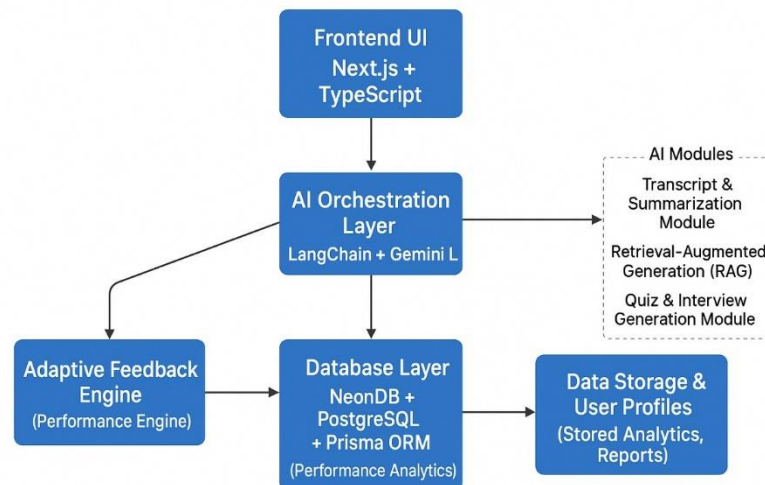 Frontend UI
Next.js +
TypeScript
AI Orchestration
Layer
LangChain + Gemini L
AI Modules
Transcript &
Summarization
Module
Retrieval-Augmented
Generation (RAG)
Quiz & Interview
Generation Module
Adaptive Feedback
Engine
(Performance Engine)
Database Layer
NeonDB +
PostgreSQL
+ Prisma ORM
(Performance Analytics)
Data Storage &
User Profiles
(Stored Analytics,
Reports)